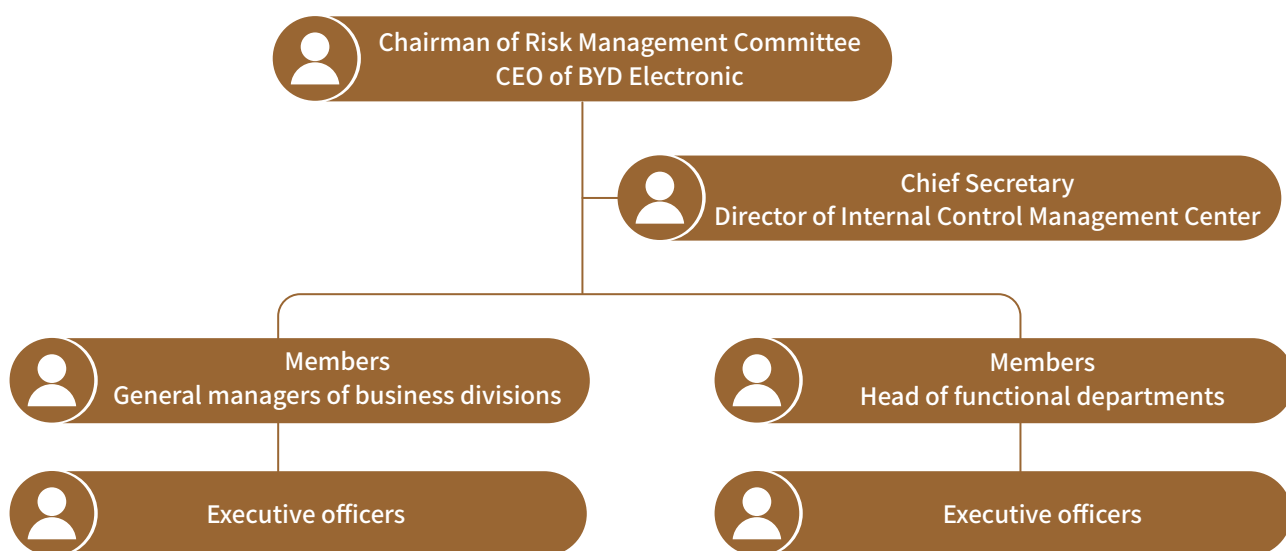 Chairman of Risk Management Committee
CEO of BYD Electronic
Chief Secretary
Director of Internal Control Management Center
Members
General managers of business divisions
Members
Head of functional departments
Executive officers
Executive officers